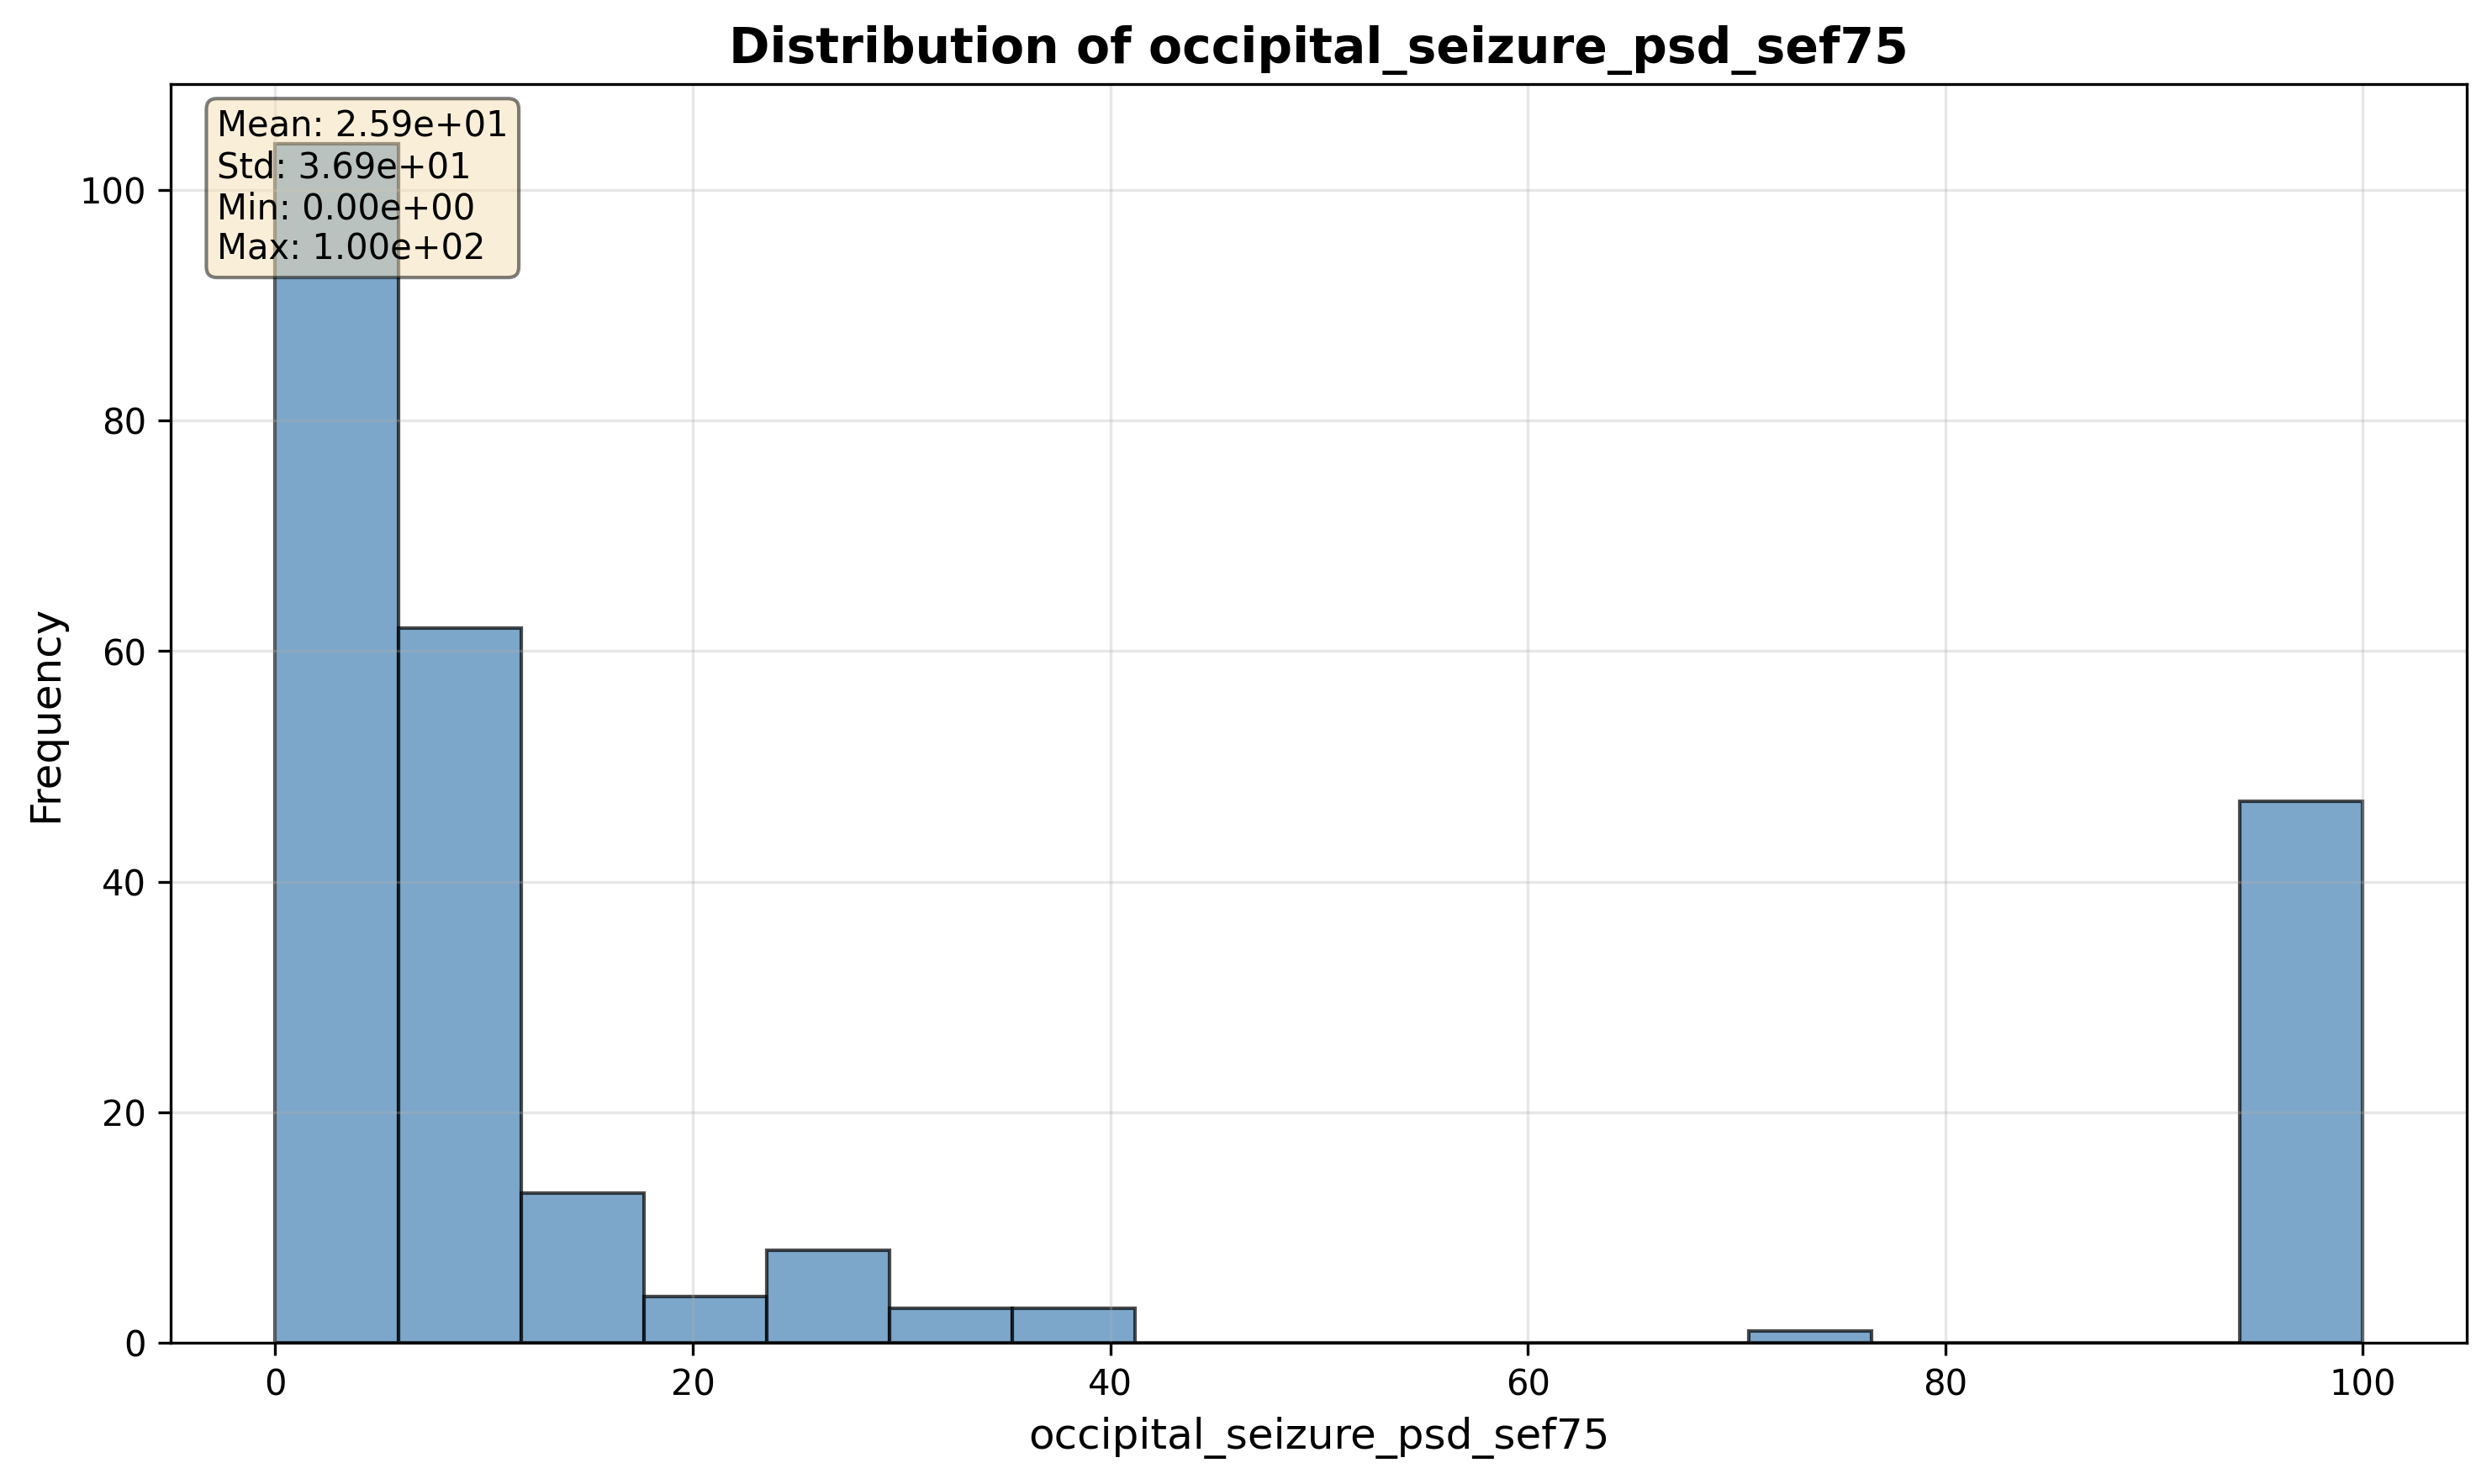 Distribution of occipital_seizure_psd_sef75
Mean: 2.59e+01
Std: 3.69e+01
Min: 0.00e+00
Max: 1.00e+02
100
80
60
40
20
0
Frequency
0 20 40 60 80 100
occipital_seizure_psd_sef75